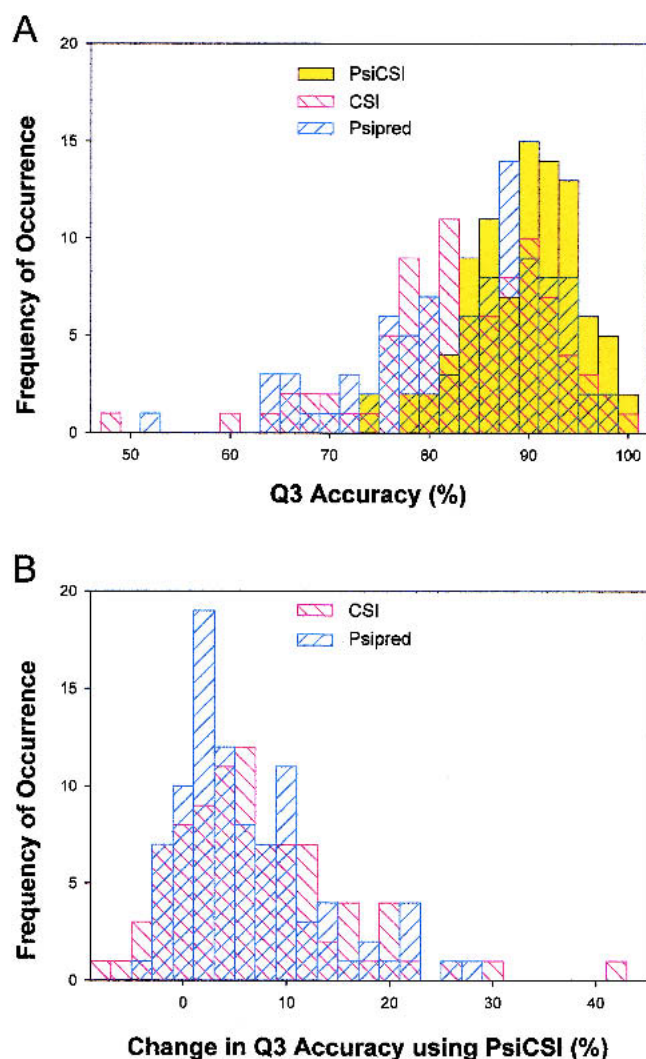 A
20
15
10
5
0
Frequency of Occurrence
PsiCSI
CSI
Psipred
50 60 70 80 90 100
Q3 Accuracy (%)
B
20
15
10
5
0
Frequency of Occurrence
CSI
Psipred
0 10 20 30 40
Change in Q3 Accuracy using PsiCSI (%)